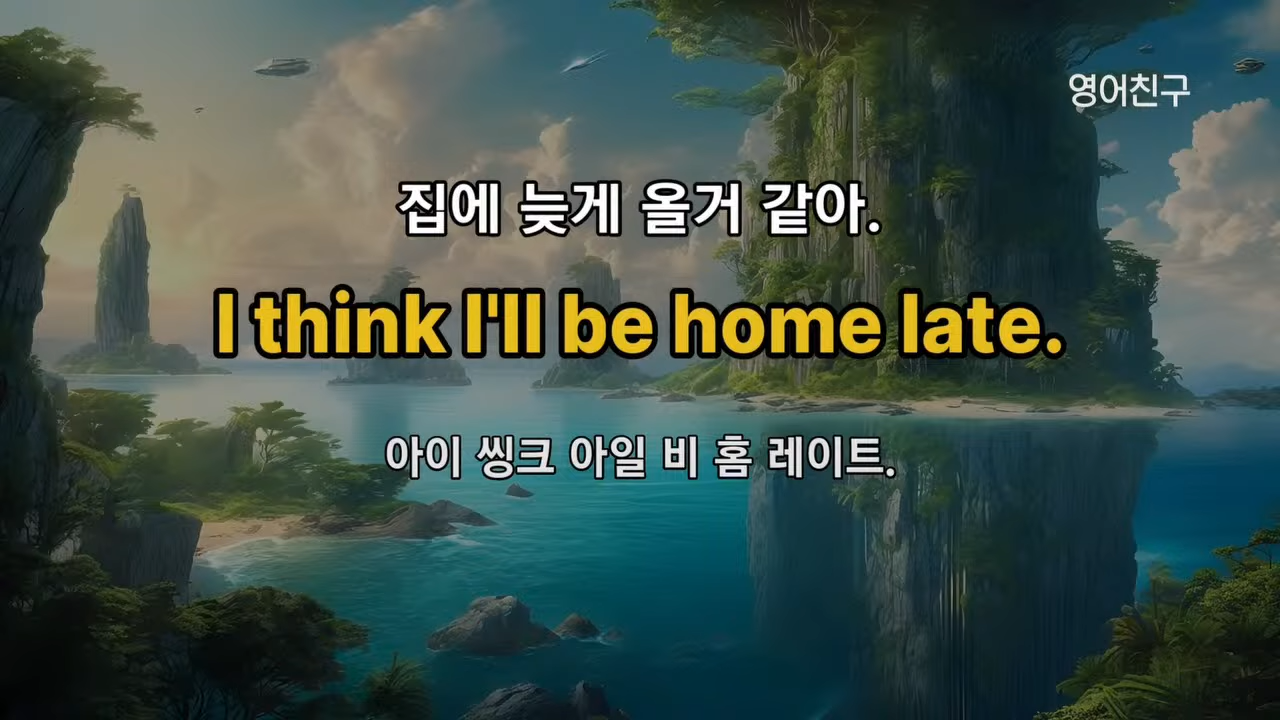 영어친구
집에 늦게 올거 같아.
I think I'll be home late.
아이 씽크 아일 비 홈 레이트.